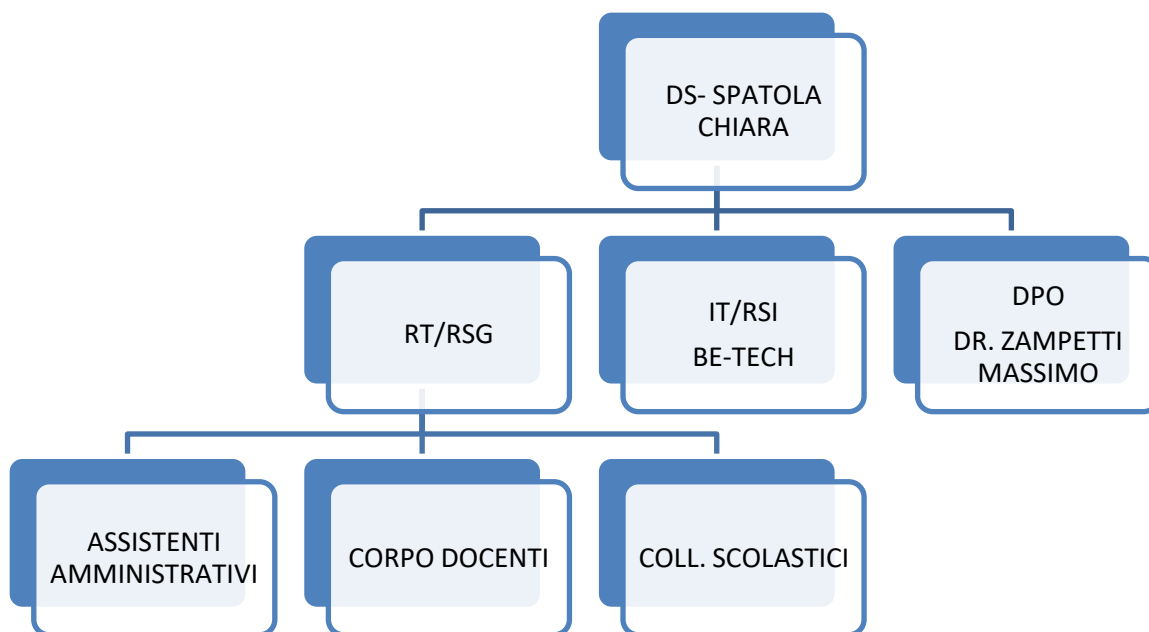 DS- SPATOLA
CHIARA
RT/RSG
IT/RSI
BE-TECH
DPO
DR. ZAMPETTI
MASSIMO
ASSISTENTI
AMMINISTRATIVI
CORPO DOCENTI
COLL. SCOLASTICI